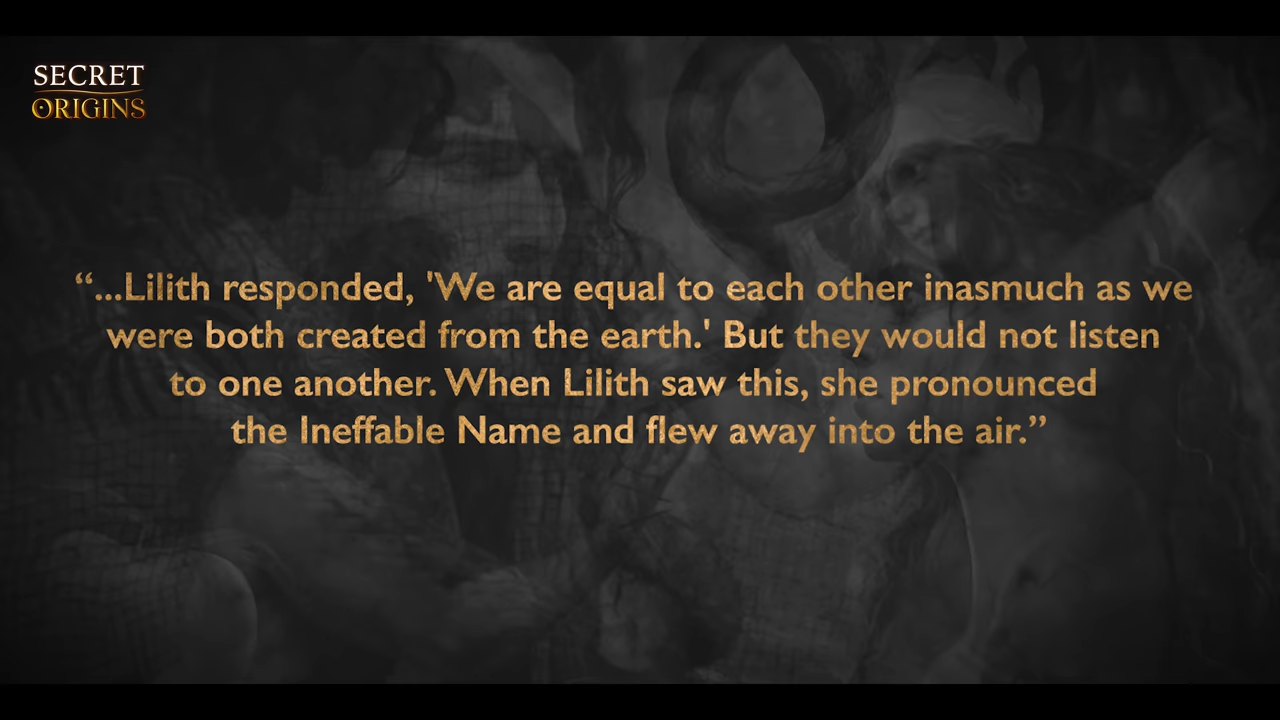 SECRET
ORIGINS
“...Lilith responded, 'We are equal to each other inasmuch as we
were both created from the earth.' But they would not listen
to one another. When Lilith saw this, she pronounced
the Ineffable Name and flew away into the air.”